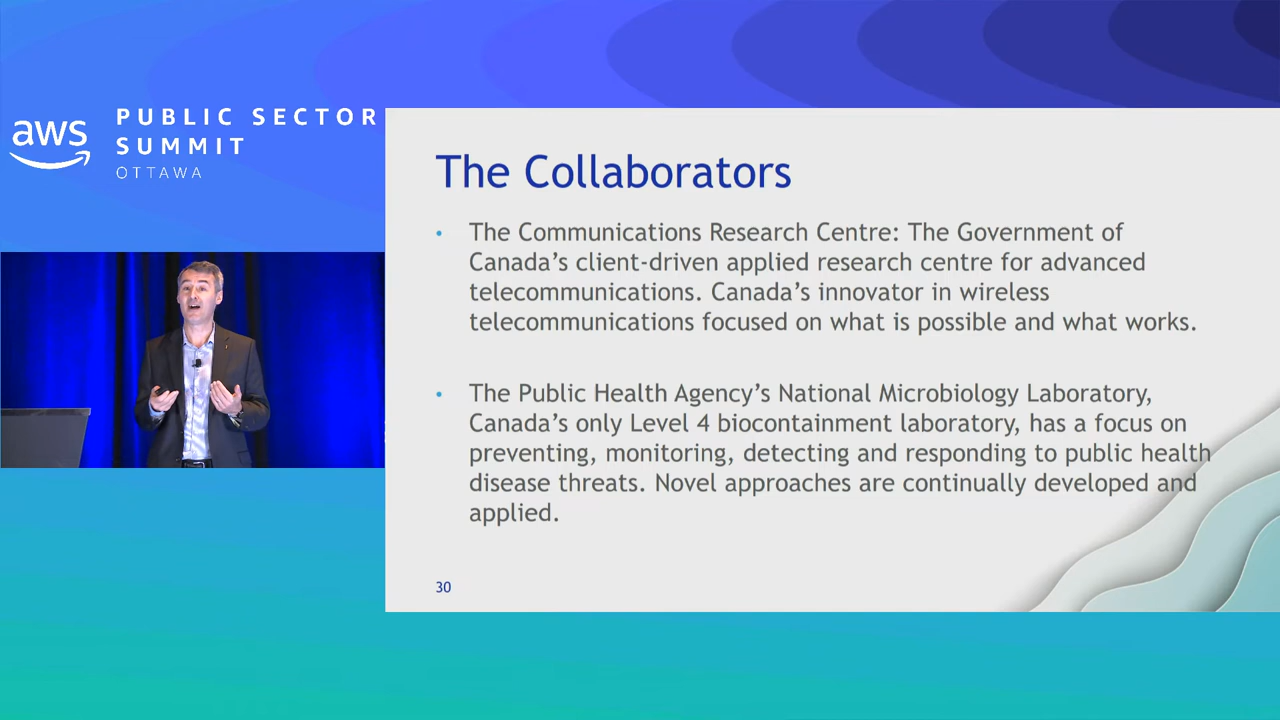 aws
PUBLIC SECTOR
SUMMIT
OTTAWA
The Collaborators
• The Communications Research Centre: The Government of
Canada’s client-driven applied research centre for advanced
telecommunications. Canada’s innovator in wireless
telecommunications focused on what is possible and what works.
• The Public Health Agency’s National Microbiology Laboratory,
Canada’s only Level 4 biocontainment laboratory, has a focus on
preventing, monitoring, detecting and responding to public health
disease threats. Novel approaches are continually developed and
applied.
30